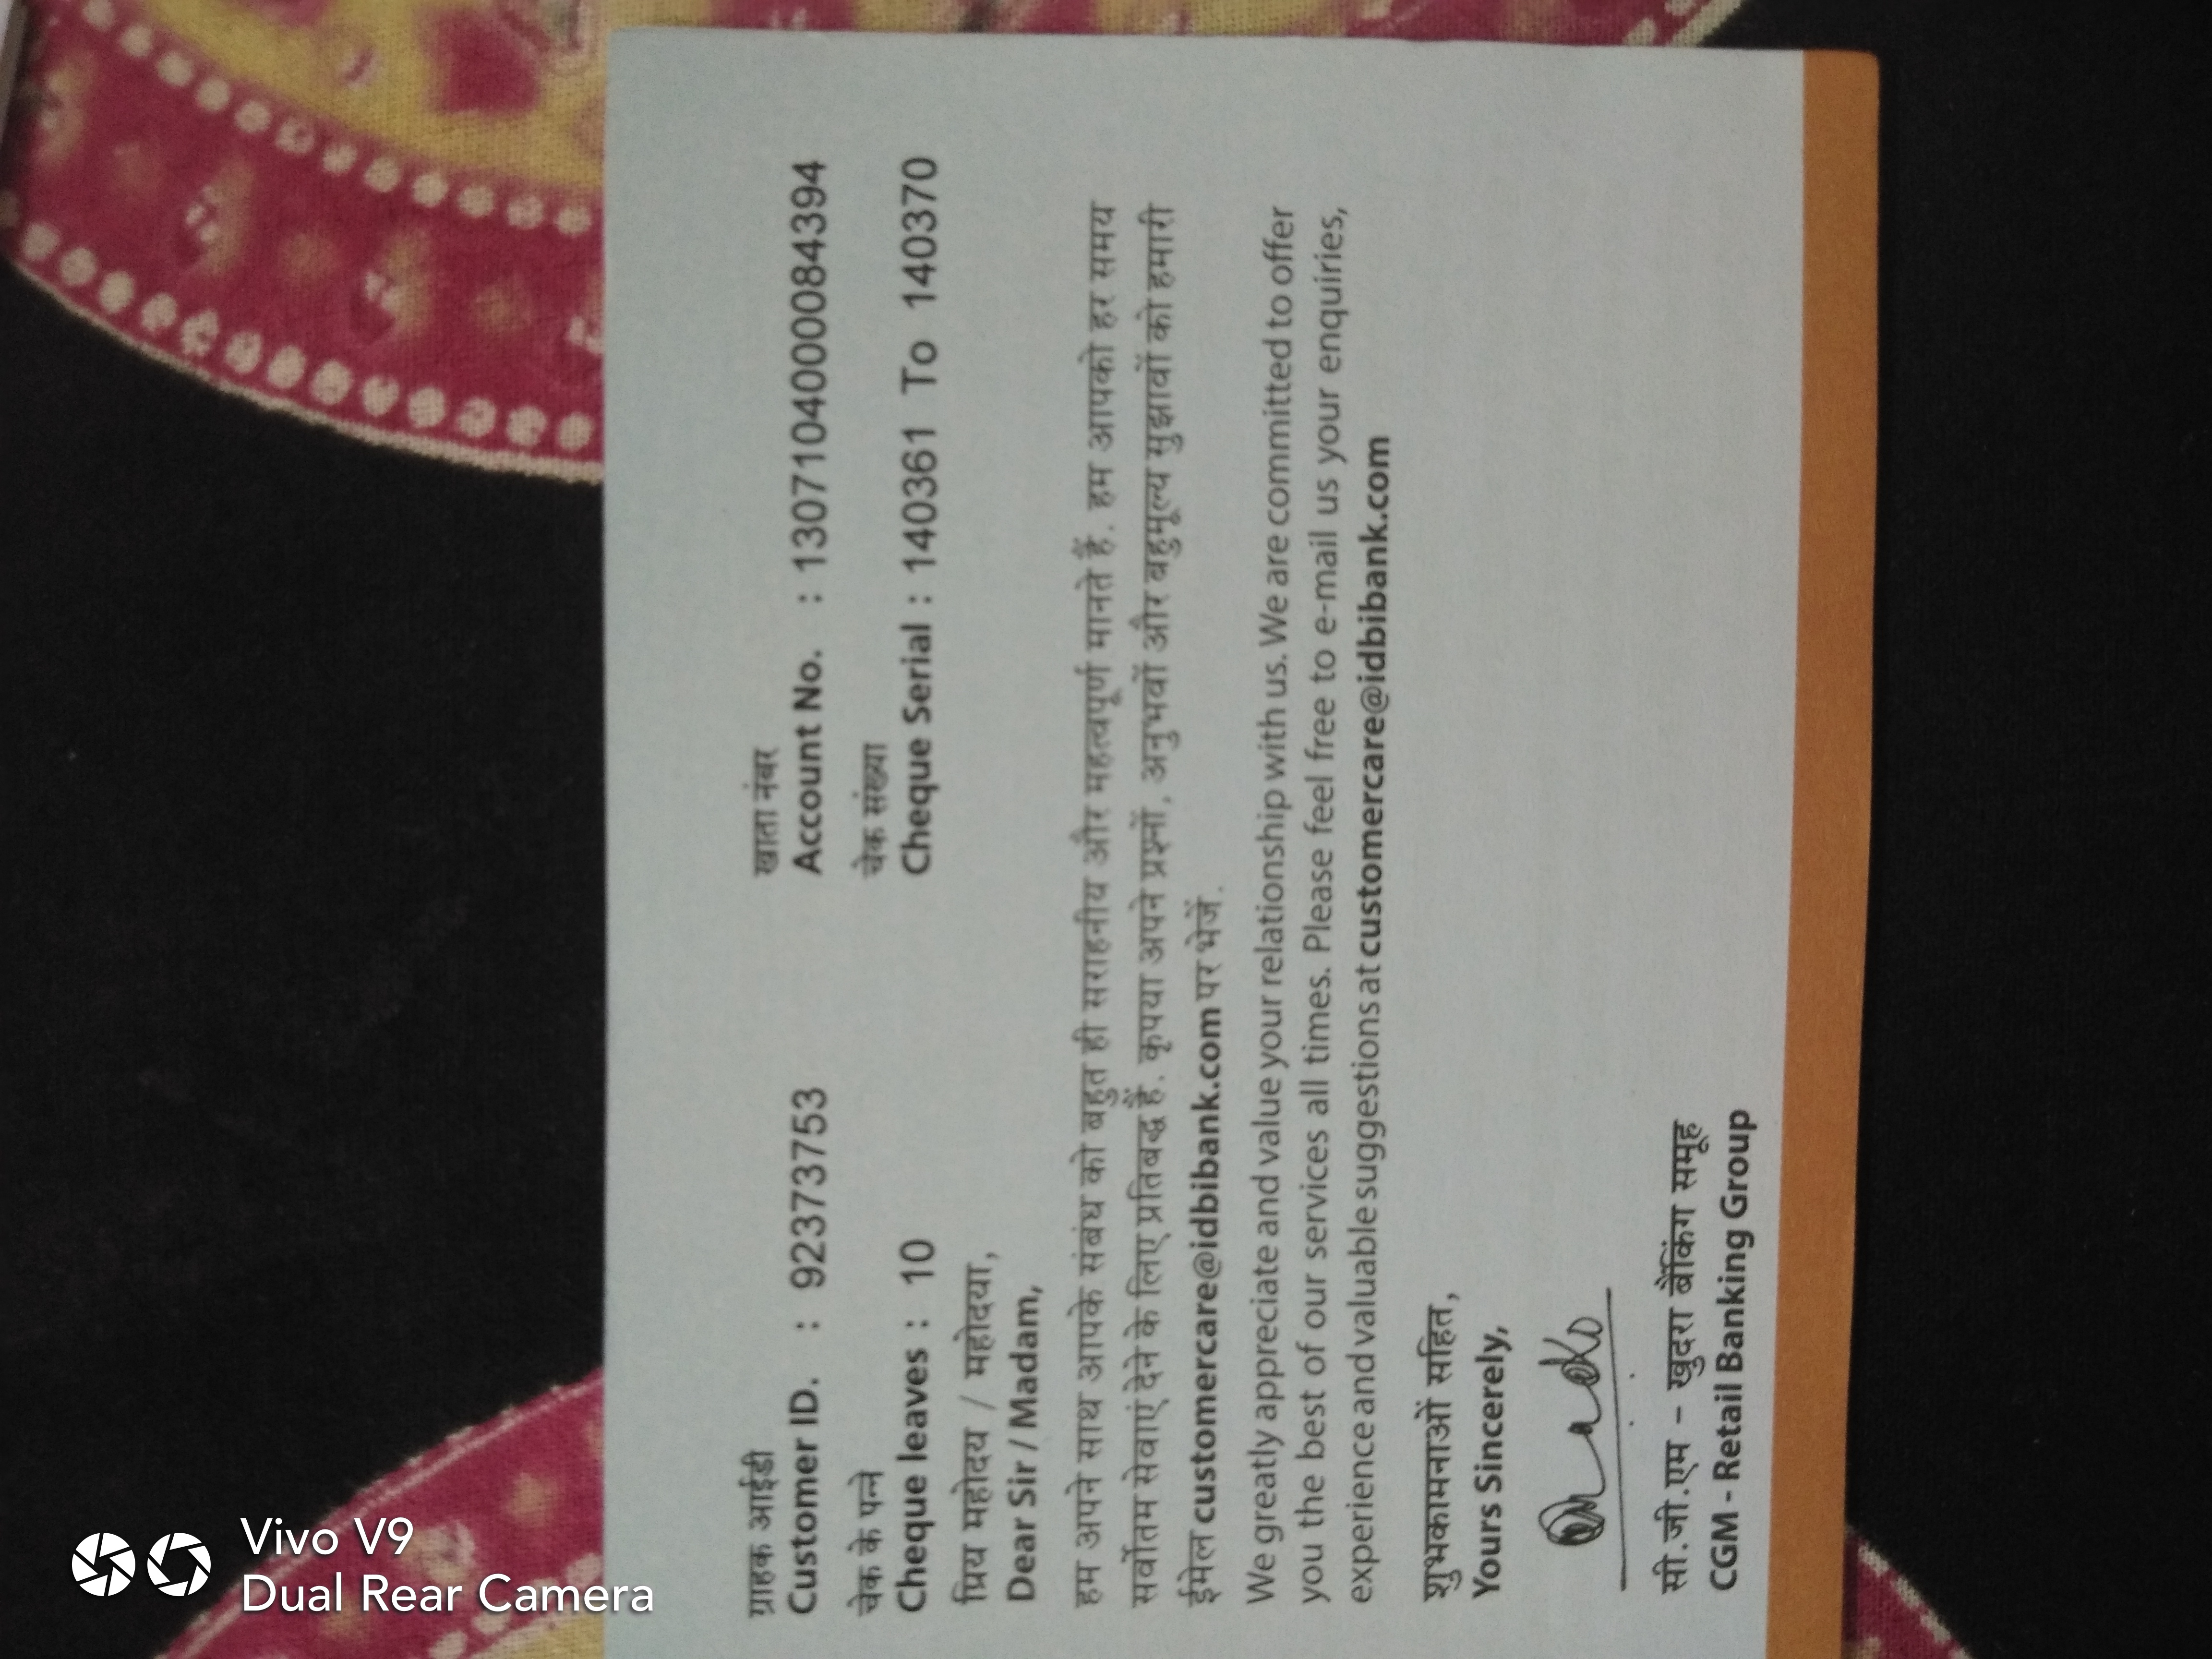 ग्राहक आईडी
Customer ID. : 92373753
खाता नंबर
Account No. : 1307104000084394
चेक के पन्ने
Cheque leaves : 10
चेक संख्या
Cheque Serial : 140361 To 140370
प्रिय महोदय / महोदया,
Dear Sir / Madam,
हम अपने साथ आपके संबंध को बहुत ही सराहनीय और महत्वपूर्ण मानते हैं. हम आपको हर समय
सर्वोतम सेवाएं देने के लिए प्रतिबद्ध हैं. कृपया अपने प्रश्नों, अनुभवों और बहुमूल्य सुझावों को हमारी
ईमेल customercare@idbibank.com पर भेजें.
We greatly appreciate and value your relationship with us. We are committed to offer
you the best of our services all times. Please feel free to e-mail us your enquiries,
experience and valuable suggestions at customercare@idbibank.com
शुभकामनाओं सहित,
Yours Sincerely,
सी.जी.एम - खुदरा बैंकिंग समूह
CGM - Retail Banking Group
Vivo V9
Dual Rear Camera